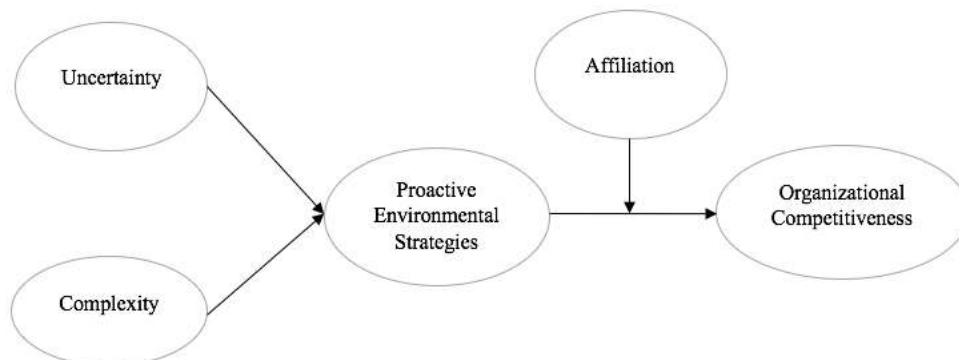 Uncertainty
Affiliation
Proactive
Environmental
Strategies
Organizational
Competitiveness
Complexity